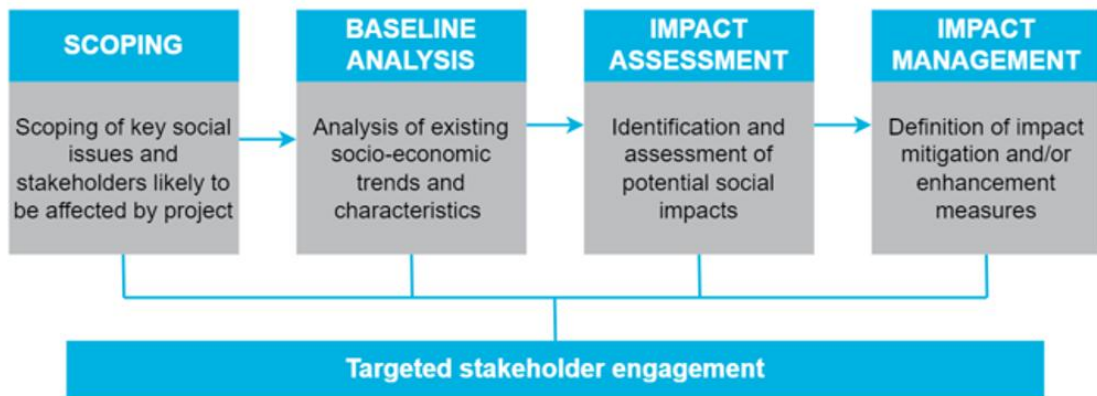 SCOPING
Scoping of key social
issues and
stakeholders likely to
be affected by project
BASELINE
ANALYSIS
Analysis of existing
socio-economic
trends and
characteristics
IMPACT
ASSESSMENT
Identification and
assessment of
potential social
impacts
IMPACT
MANAGEMENT
Definition of impact
mitigation and/or
enhancement
measures
Targeted stakeholder engagement